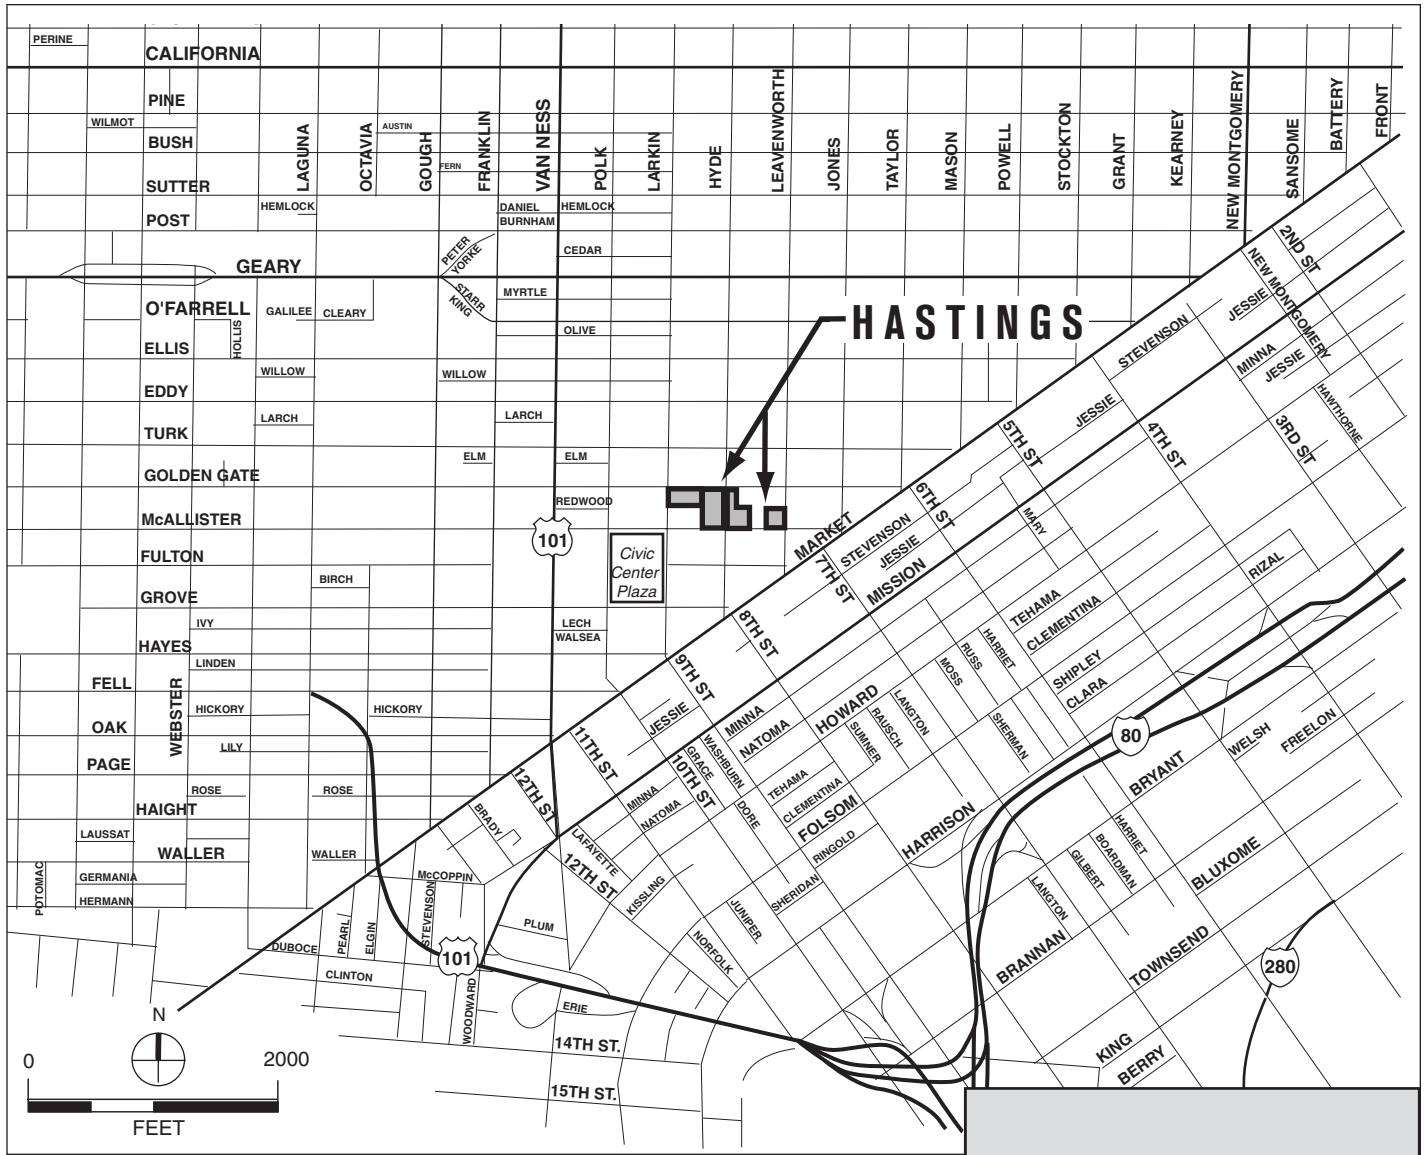 PERINE
CALIFORNIA
PINE
WILMOT
BUSH
SUTTER
POST
LAGUNA
OCTAVIA
AUSTIN
GOUGH
FERN
FRANKLIN
VAN NESS
POLK
LARKIN
HYDE
LEAVENWORTH
JONES
TAYLOR
MASON
POWELL
STOCKTON
GRANT
KEARNEY
NEW MONTGOMERY
SANSOME
BATTERY
FRONT
HEMLOCK
DANIEL
BURNHAM
HEMLOCK
PETER
YORKE
CEDAR
GEARY
STARR
KING
MYRTLE
O'FARRELL
HOLLIS
GALILEE
CLEARY
OLIVE
HASTINGS
ELLIS
WILLOW
WILLOW
EDDY
LARCH
LARCH
TURK
ELM
ELM
GOLDEN GATE
REDWOOD
McALLISTER
101
Civic
Center
Plaza
FULTON
BIRCH
GROVE
IVY
LECH
WALSEA
HAYES
LINDEN
FELL
WEBSTER
HICKORY
HICKORY
OAK
LILY
PAGE
ROSE
ROSE
HAIGHT
LAUSSAT
WALLER
WALLER
POTOMAC
GERMANIA
HERMANN
McCOPPIN
BRADY
STEVENSON
PEARL
ELGIN
DUBOCE
CLINTON
101
WOODWARD
PLUM
ERIE
14TH ST.
15TH ST.
2ND ST
NEW MONTGOMERY
JESSIE
STEVENSON
MINNA
JESSIE
HAWTHORNE
3RD ST
JESSIE
4TH ST
5TH ST
6TH ST
MARY
MARKET
STEVENSON
JESSIE
7TH ST
MISSION
8TH ST
9TH ST
JESSIE
MINNA
NATOMA
HOWARD
11TH ST
10TH ST
GRACE
WASHBURN
DORE
12TH ST
MINNA
NATOMA
LAFAYETTE
12TH ST
KISSLING
TEHAMA
CLEMENTINA
FOLSOM
RINGOLD
SHERIDAN
JUNIPER
NORFOLK
SUMNER
RAUSCH
LANGTON
MOSS
RUSS
HARRIET
TEHAMA
CLEMENTINA
SHIPLEY
CLARA
SHERMAN
RIZAL
HARRISON
80
BRYANT
WELSH
FREELON
HARRIET
BOARDMAN
GILBERT
LANGTON
BLUXOME
BRANNAN
TOWNSEND
280
KING
BERRY
N
0
2000
FEET